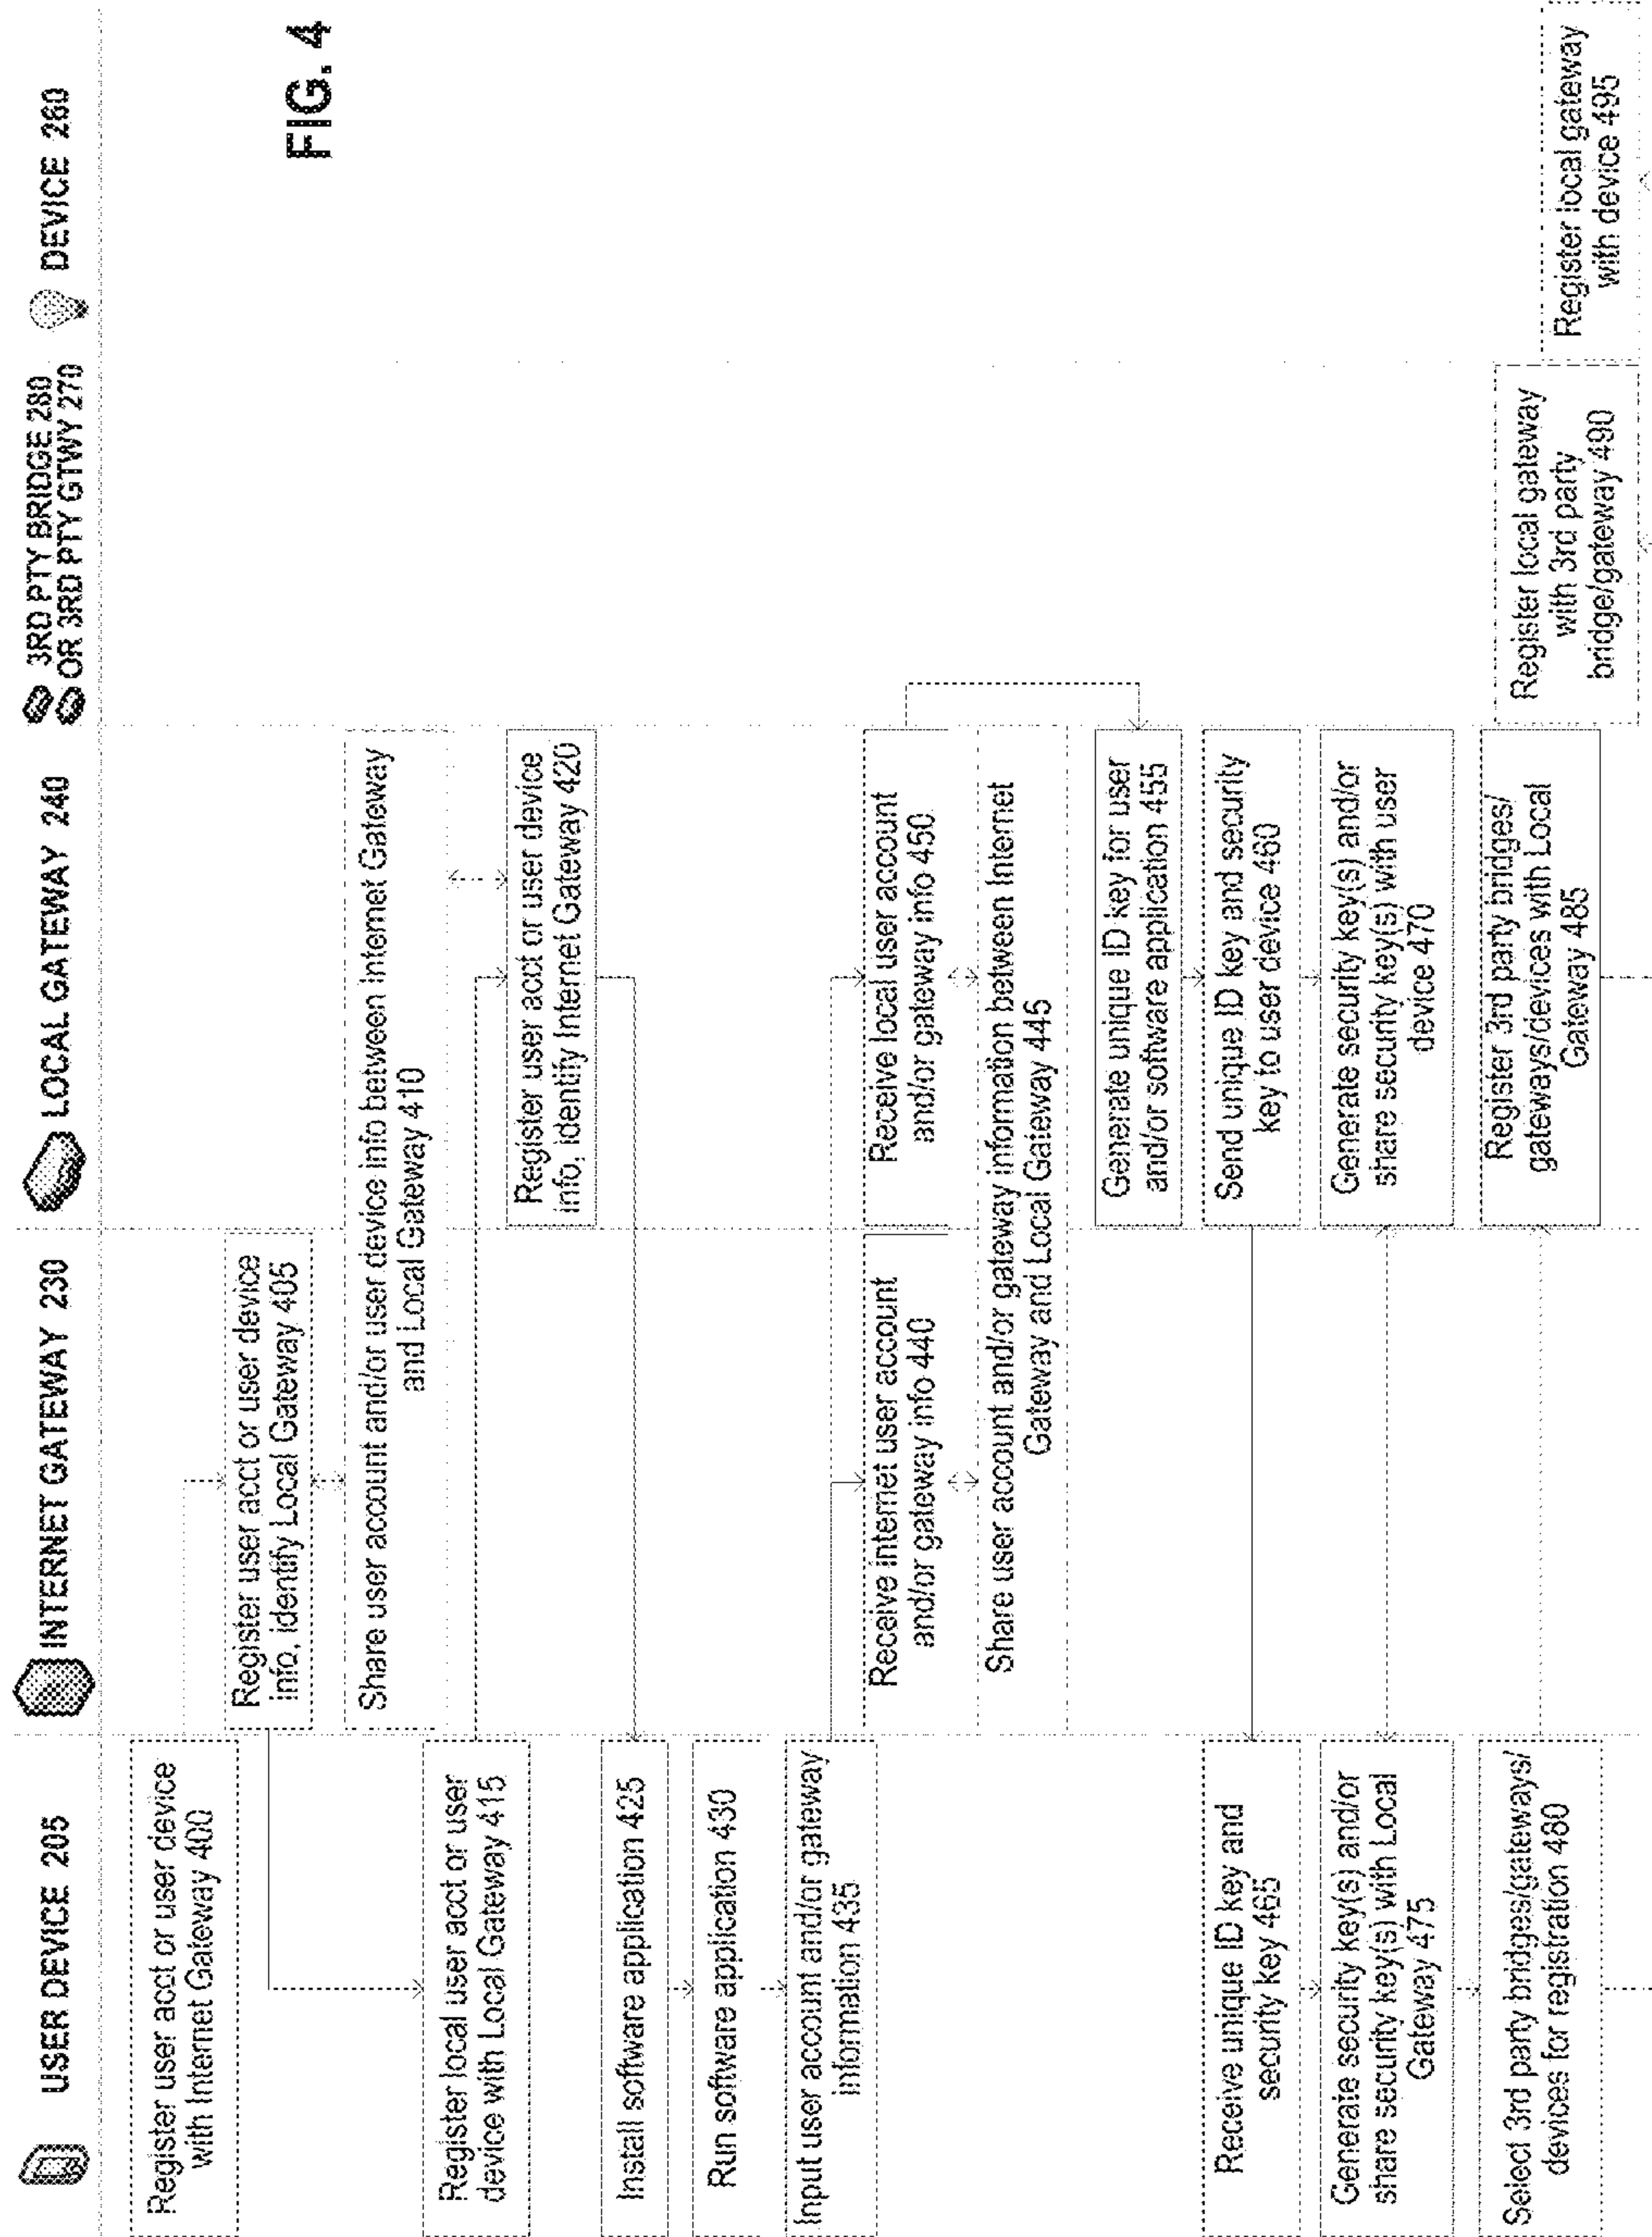 USER DEVICE 205
INTERNET GATEWAY 230
LOCAL GATEWAY 240
3RD PTY BRIDGE 280
OR 3RD PTY GTWY 270
DEVICE 260
FIG. 4
Register user acct or user device
with Internet Gateway 400
Register user acct or user device
info, identify Local Gateway 405
Share user account and/or user device info between Internet Gateway
and Local Gateway 410
Register local user acct or user
device with Local Gateway 415
Register user acct or user device
info, identify Internet Gateway 420
Install software application 425
Run software application 430
Input user account and/or gateway
information 435
Receive internet user account
and/or gateway info 440
Receive local user account
and/or gateway info 450
Share user account and/or gateway information between Internet
Gateway and Local Gateway 445
Generate unique ID key for user
and/or software application 455
Send unique ID key and security
key to user device 460
Receive unique ID key and
security key 465
Generate security key(s) and/or
share security key(s) with user
device 470
Generate security key(s) and/or
share security key(s) with Local
Gateway 475
Select 3rd party bridges/gateways/
devices for registration 480
Register 3rd party bridges/
gateways/devices with Local
Gateway 485
Register local gateway
with 3rd party
bridge/gateway 490
Register local gateway
with device 495